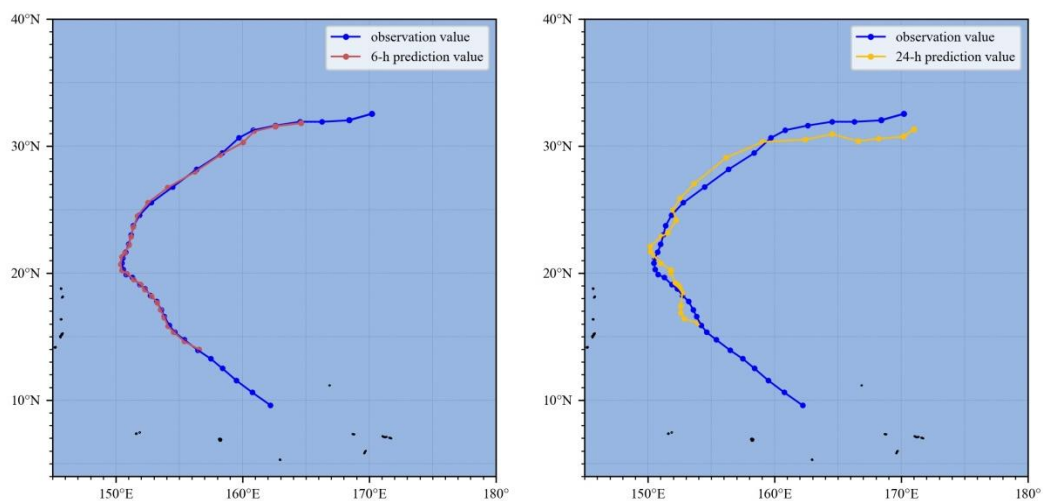 40°N
30°N
20°N
10°N
150°E
160°E
170°E
180°
observation value
6-h prediction value
40°N
30°N
20°N
10°N
150°E
160°E
170°E
180°
observation value
24-h prediction value